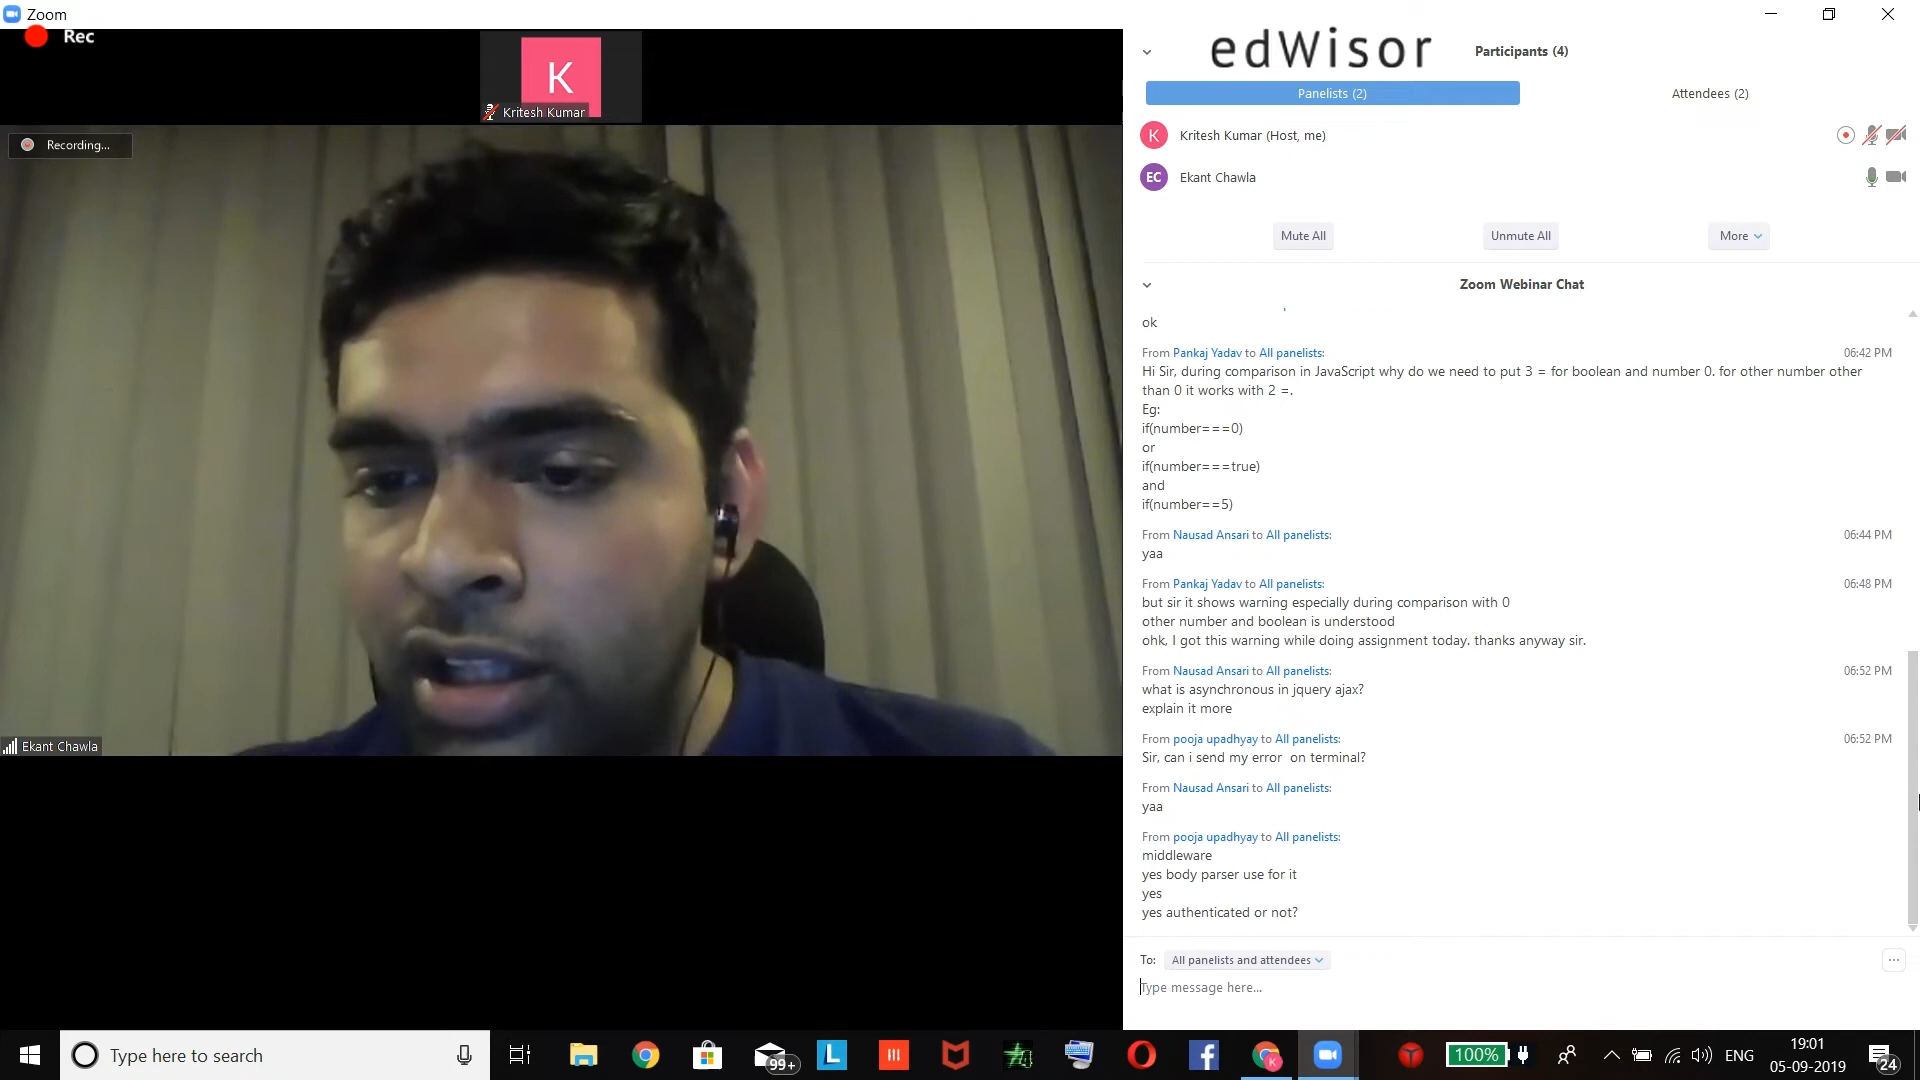 Zoom
Rec
K
Kritesh Kumar
Recording...
Ekant Chawla
edWisor
Participants (4)
Panelists (2)
Attendees (2)
K
Kritesh Kumar (Host, me)
EC
Ekant Chawla
Mute All
Unmute All
More
Zoom Webinar Chat
ok
From Pankaj Yadav to All panelists:
06:42 PM
Hi Sir, during comparison in JavaScript why do we need to put 3 = for boolean and number 0. for other number other
than 0 it works with 2 =.
Eg:
if(number===0)
or
if(number===true)
and
if(number==5)
From Nausad Ansari to All panelists:
06:44 PM
yaa
From Pankaj Yadav to All panelists:
06:48 PM
but sir it shows warning especially during comparison with 0
other number and boolean is understood
ohk, I got this warning while doing assignment today. thanks anyway sir.
From Nausad Ansari to All panelists:
06:52 PM
what is asynchronous in jquery ajax?
explain it more
From pooja upadhyay to All panelists:
06:52 PM
Sir, can i send my error  on terminal?
From Nausad Ansari to All panelists:
yaa
From pooja upadhyay to All panelists:
middleware
yes body parser use for it
yes
yes authenticated or not?
To:
All panelists and attendees
...
Type message here...
Type here to search
99+
L
K
100%
ENG
19:01
05-09-2019
24